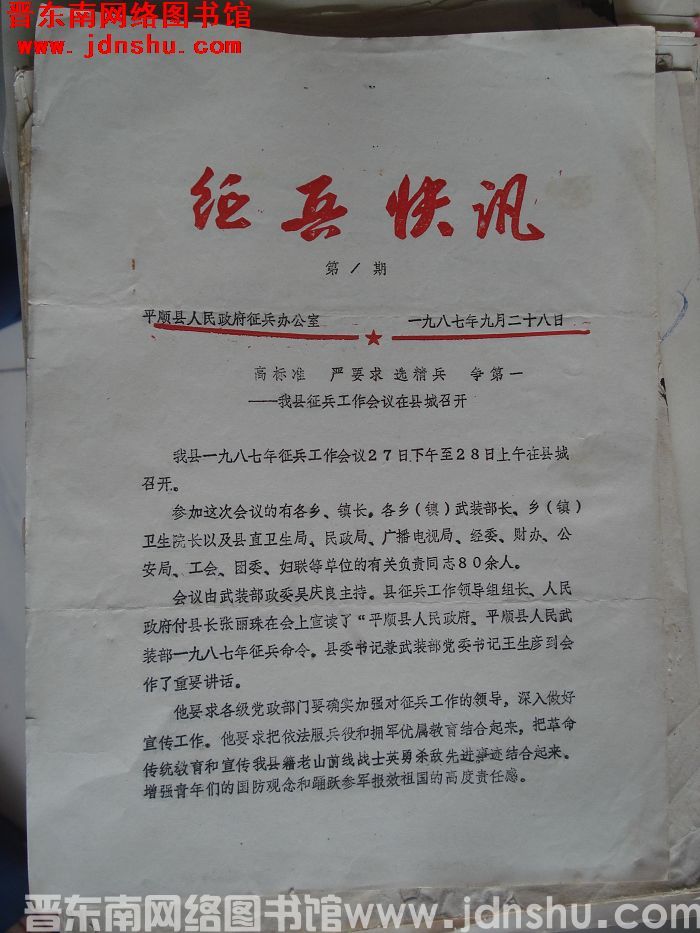 晋东南网络图书馆
www.jdnshu.com
征兵快讯
第1期
平顺县人民政府征兵办公室 一九八七年九月二十八日
高标准 严要求 选精兵 争第一
——我县征兵工作会议在县城召开
我县一九八七年征兵工作会议27日下午至28日上午在县城
召开。
参加这次会议的有各乡、镇长。各乡(镇)武装部长、乡(镇)
卫生院长以及县直卫生局、民政局、广播电视局、经委、财办、公
安局、工会、团委、妇联等单位的有关负责同志80余人。
会议由武装部政委吴庆良主持。县征兵工作领导组组长、人民
政府付县长张丽珠在会上宣读了“平顺县人民政府、平顺县人民武
装部一九八七年征兵命令。县委书记兼武装部党委书记王生彦到会
作了重要讲话。
他要求各级党政部门要确实加强对征兵工作的领导,深入做好
宣传工作。他要求把依法服兵役和拥军优属教育结合起来,把革命
传统教育和宣传我县籍老山前线战士英勇杀敌先进事迹结合起来。
增强青年们的国防观念和踊跃参军报效祖国的高度责任感。
晋东南网络图书馆www.jdnshu.com